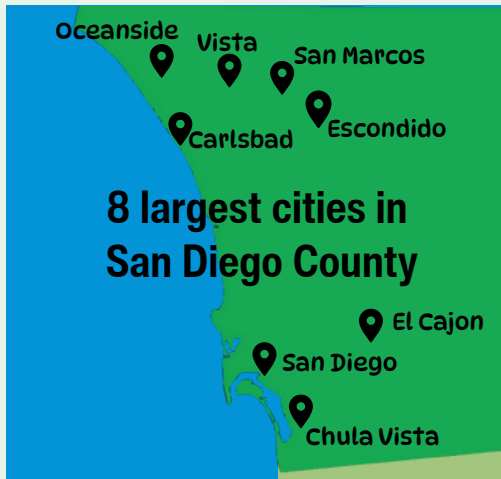 Oceanside
Vista
San Marcos
Escondido
Carlsbad
8 largest cities in
San Diego County
El Cajon
San Diego
Chula Vista